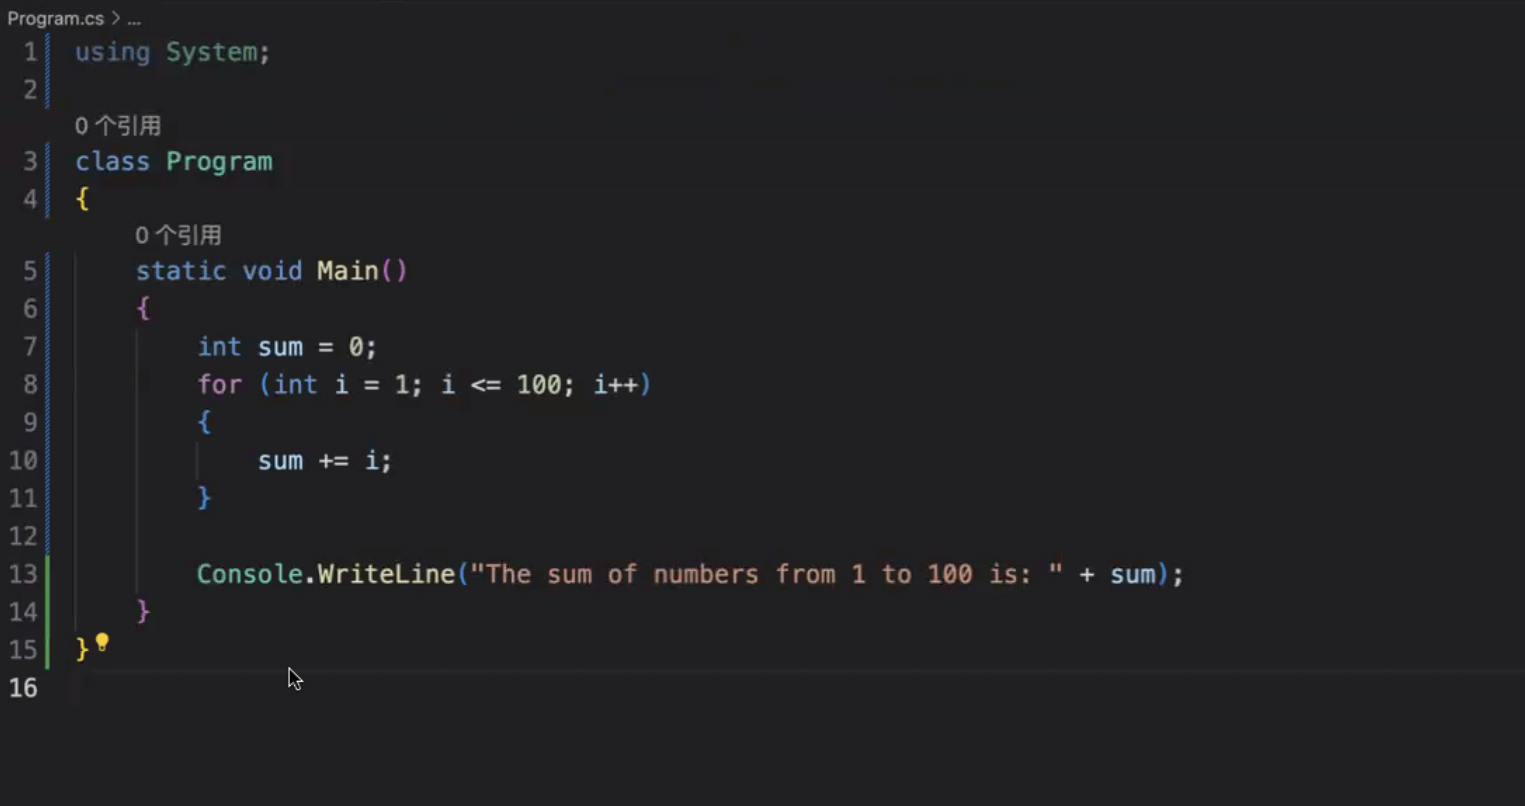 Program.cs > ...
1 using System;
2
0 个引用
3 class Program
4 {
0 个引用
5 static void Main()
6 {
7 int sum = 0;
8 for (int i = 1; i <= 100; i++)
9 {
10 sum += i;
11 }
12
13 Console.WriteLine("The sum of numbers from 1 to 100 is: " + sum);
14 }
15 }
16